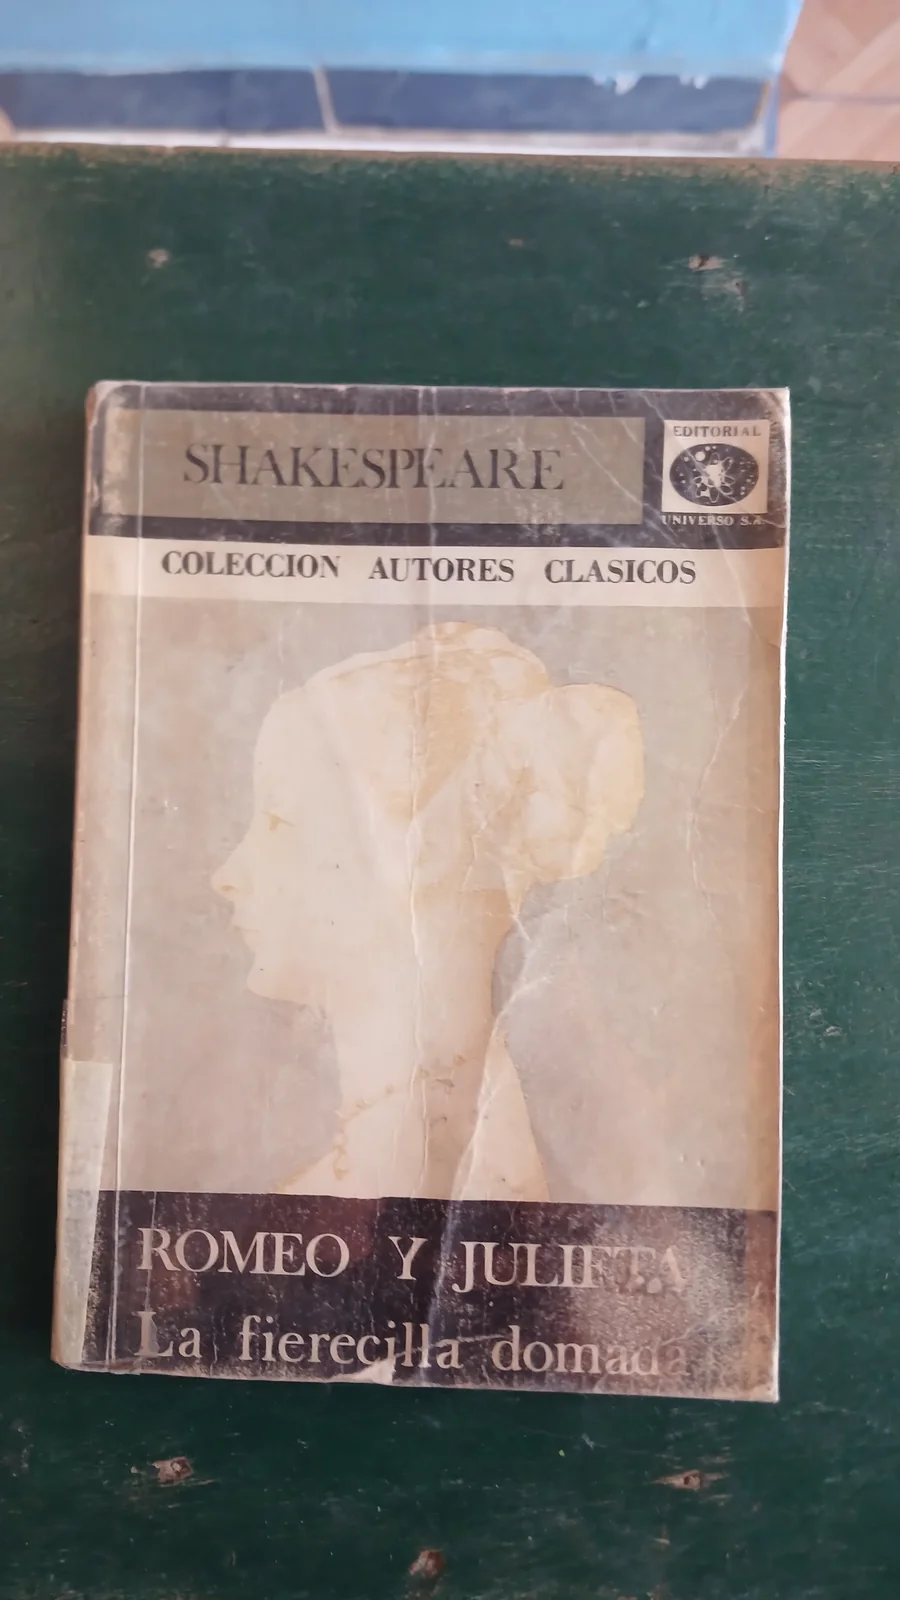 SHAKESPEARE
EDITORIAL
UNIVERSO S.A.
COLECCION AUTORES CLASICOS
ROMEO Y JULIETA
La fierecilla domada